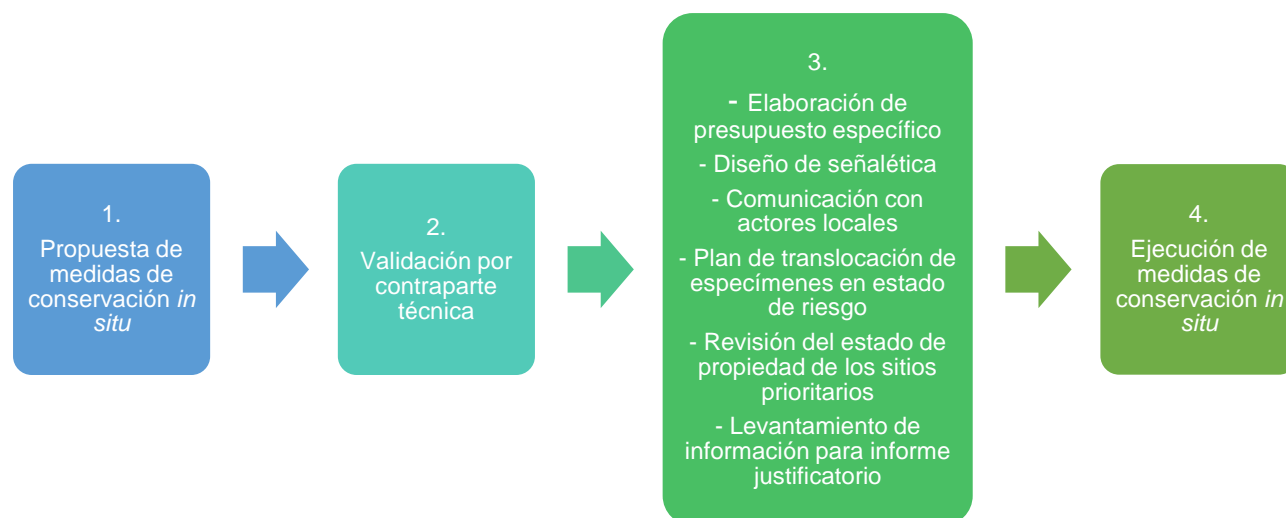 1.
Propuesta de
medidas de
conservación in
situ
2.
Validación por
contraparte
técnica
3.
- Elaboración de
presupuesto específico
- Diseño de señalética
- Comunicación con
actores locales
- Plan de translocación de
especímenes en estado
de riesgo
- Revisión del estado de
propiedad de los sitios
prioritarios
- Levantamiento de
información para informe
justificatorio
4.
Ejecución de
medidas de
conservación in
situ